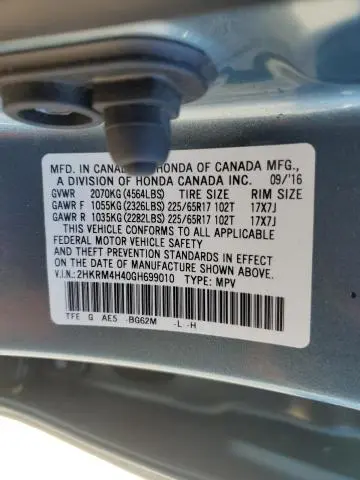 MFD. IN CANADA HONDA OF CANADA MFG.,
A DIVISION OF HONDA CANADA INC. 09/'16
GVWR 2070KG (4564LBS) TIRE SIZE RIM SIZE
GAWR F 1055KG (2326LBS) 225/65R17 102T 17X7J
GAWR R 1035KG (2282LBS) 225/65R17 102T 17X7J
THIS VEHICLE CONFORMS TO ALL APPLICABLE
FEDERAL MOTOR VEHICLE SAFETY
AND THEFT PREVENTION STANDARDS IN EFFECT
ON THE DATE OF MANUFACTURE SHOWN ABOVE.
V.I.N.: 2HKRM4H40GH699010 TYPE: MPV
TFE G AE5 -BG62M -L -H